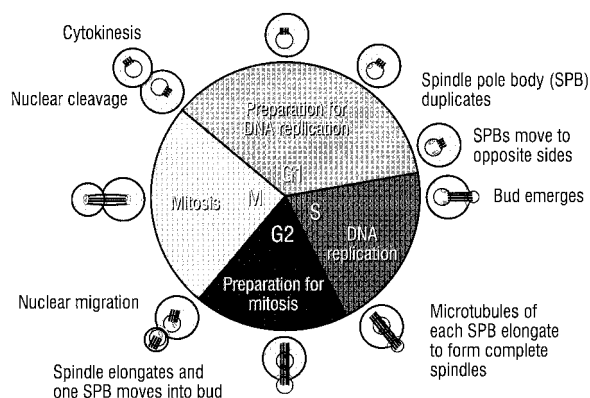 Cytokinesis
Nuclear cleavage
Spindle pole body (SPB)
duplicates
SPBs move to
opposite sides
Bud emerges
Microtubules of
each SPB elongate
to form complete
spindles
Spindle elongates and
one SPB moves into bud
Nuclear migration
Preparation for
DNA replication
G1
S
DNA
replication
G2
Preparation for
mitosis
M
Mitosis